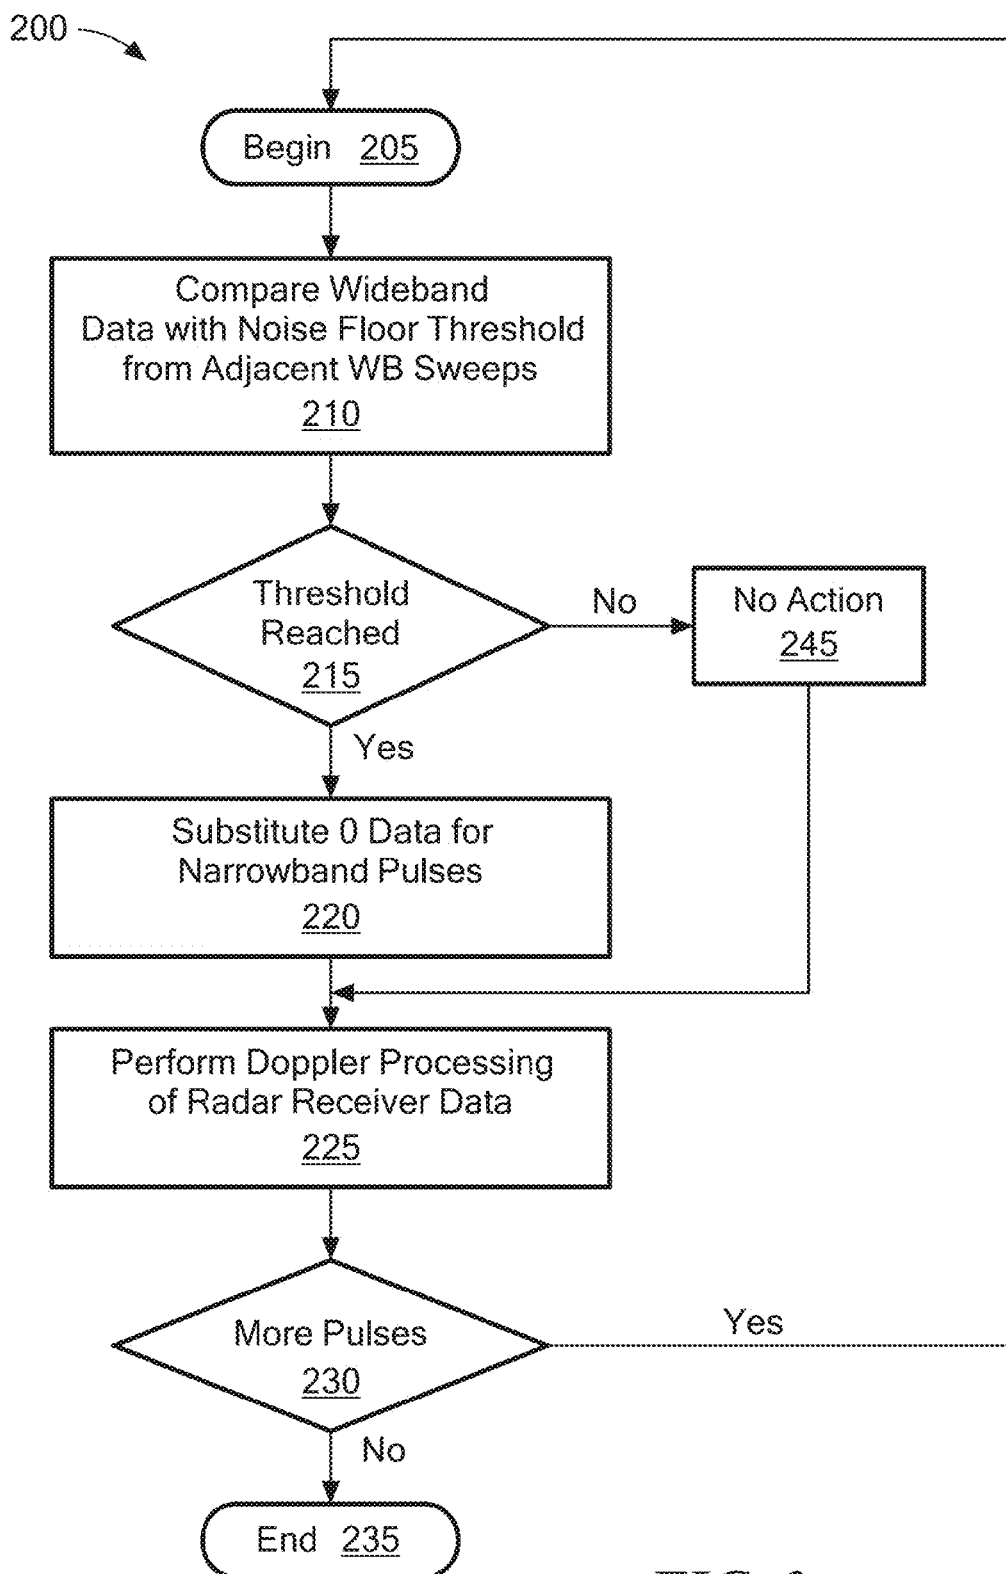 200
Begin 205
Compare Wideband
Data with Noise Floor Threshold
from Adjacent WB Sweeps
210
Threshold
Reached
215
No
No Action
245
Yes
Substitute 0 Data for
Narrowband Pulses
220
Perform Doppler Processing
of Radar Receiver Data
225
More Pulses
230
Yes
No
End 235